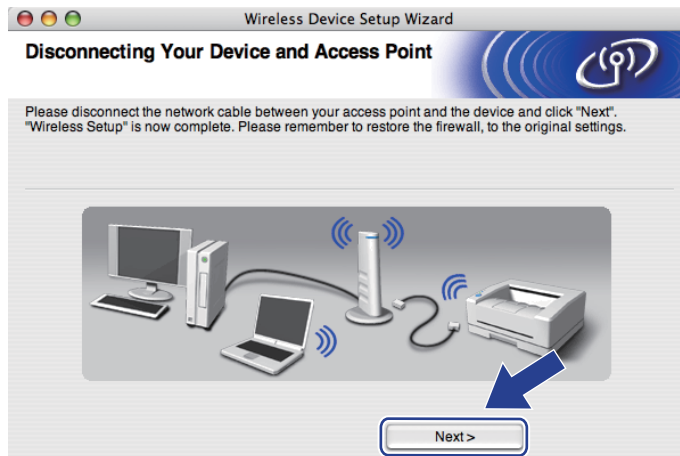 Wireless Device Setup Wizard
Disconnecting Your Device and Access Point
Please disconnect the network cable between your access point and the device and click "Next".
"Wireless Setup" is now complete. Please remember to restore the firewall, to the original settings.
Next >